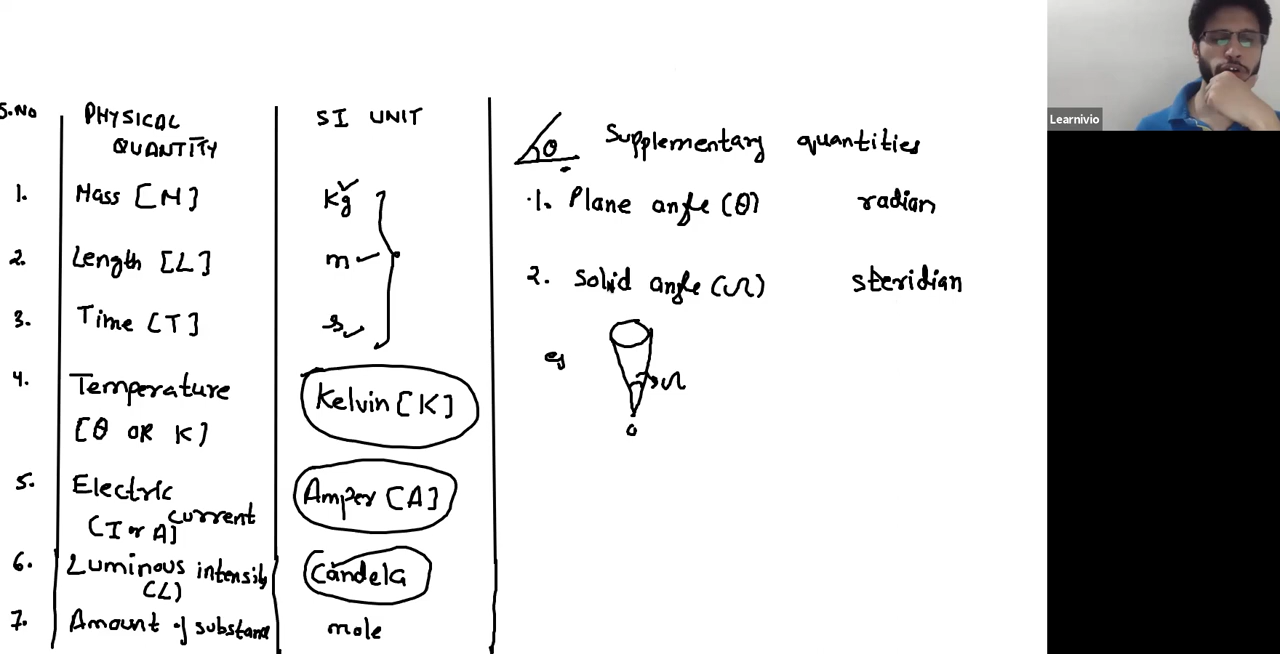 S.NO PHYSICAL QUANTITY SI UNIT
1. Mass [M] Kg
2. Length [L] m
3. Time [T] s
4. Temperature [θ OR K] Kelvin [K]
5. Electric current [I or A] Amper [A]
6. Luminous intensity (L) Candela
7. Amount of substance mole
θ Supplementary quantities
1. Plane angle (θ) radian
2. Solid angle (Ω) steridian
eg
Ω
o
Learnivio